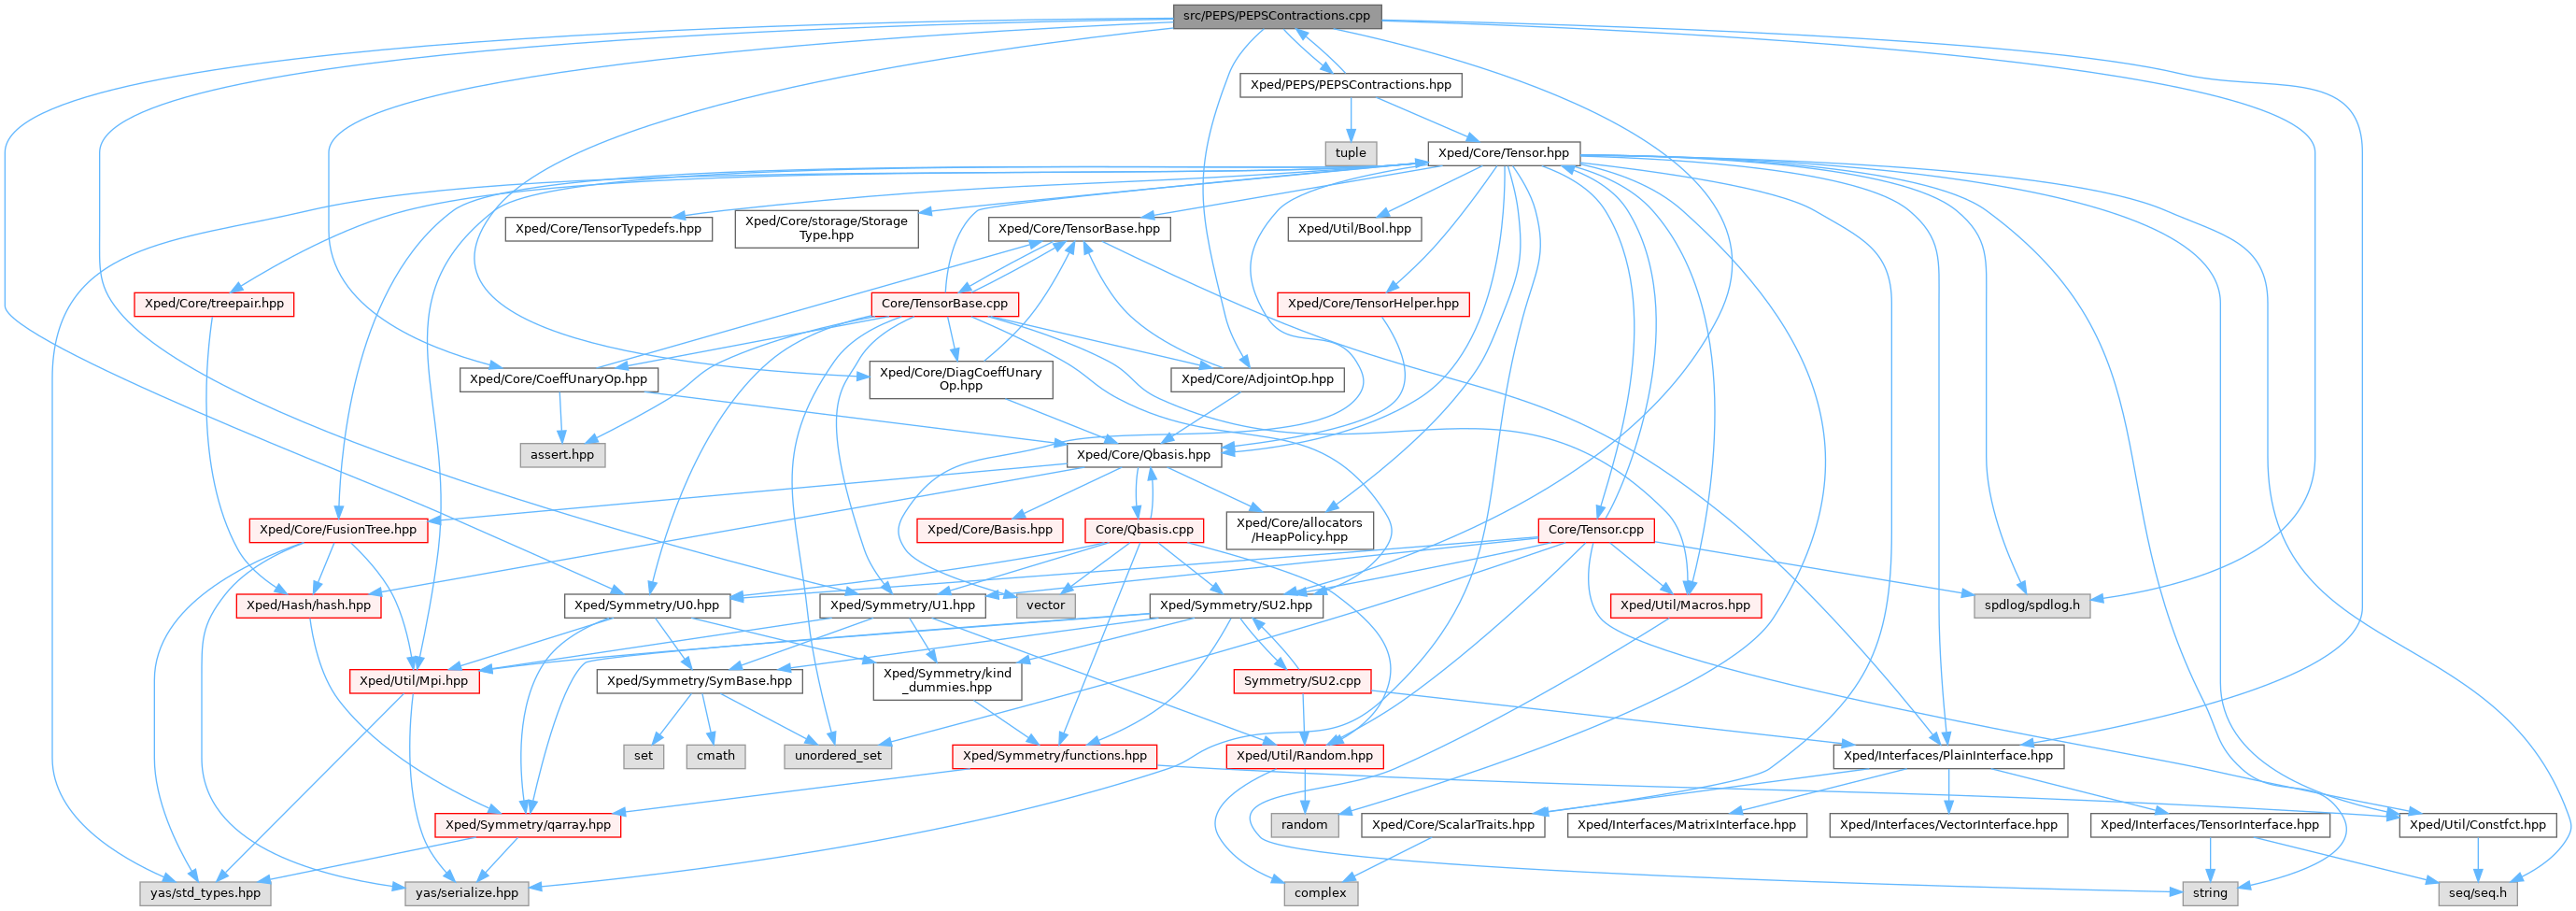 src/PEPS/PEPSContractions.cpp
Xped/PEPS/PEPSContractions.hpp
tuple
Xped/Core/Tensor.hpp
Xped/Core/TensorTypedefs.hpp
Xped/Core/storage/Storage
Type.hpp
Xped/Core/TensorBase.hpp
Xped/Util/Bool.hpp
Xped/Core/treepair.hpp
Core/TensorBase.cpp
Xped/Core/TensorHelper.hpp
Xped/Core/CoeffUnaryOp.hpp
Xped/Core/DiagCoeffUnary
Op.hpp
Xped/Core/AdjointOp.hpp
assert.hpp
Xped/Core/Qbasis.hpp
Xped/Core/FusionTree.hpp
Xped/Core/Basis.hpp
Core/Qbasis.cpp
Xped/Core/allocators
/HeapPolicy.hpp
Core/Tensor.cpp
Xped/Hash/hash.hpp
Xped/Symmetry/U0.hpp
Xped/Symmetry/U1.hpp
vector
Xped/Symmetry/SU2.hpp
Xped/Util/Macros.hpp
spdlog/spdlog.h
Xped/Util/Mpi.hpp
Xped/Symmetry/SymBase.hpp
Xped/Symmetry/kind
_dummies.hpp
Symmetry/SU2.cpp
set
cmath
unordered_set
Xped/Symmetry/functions.hpp
Xped/Util/Random.hpp
Xped/Interfaces/PlainInterface.hpp
Xped/Symmetry/qarray.hpp
random
Xped/Core/ScalarTraits.hpp
Xped/Interfaces/MatrixInterface.hpp
Xped/Interfaces/VectorInterface.hpp
Xped/Interfaces/TensorInterface.hpp
Xped/Util/Constfct.hpp
yas/std_types.hpp
yas/serialize.hpp
complex
string
seq/seq.h